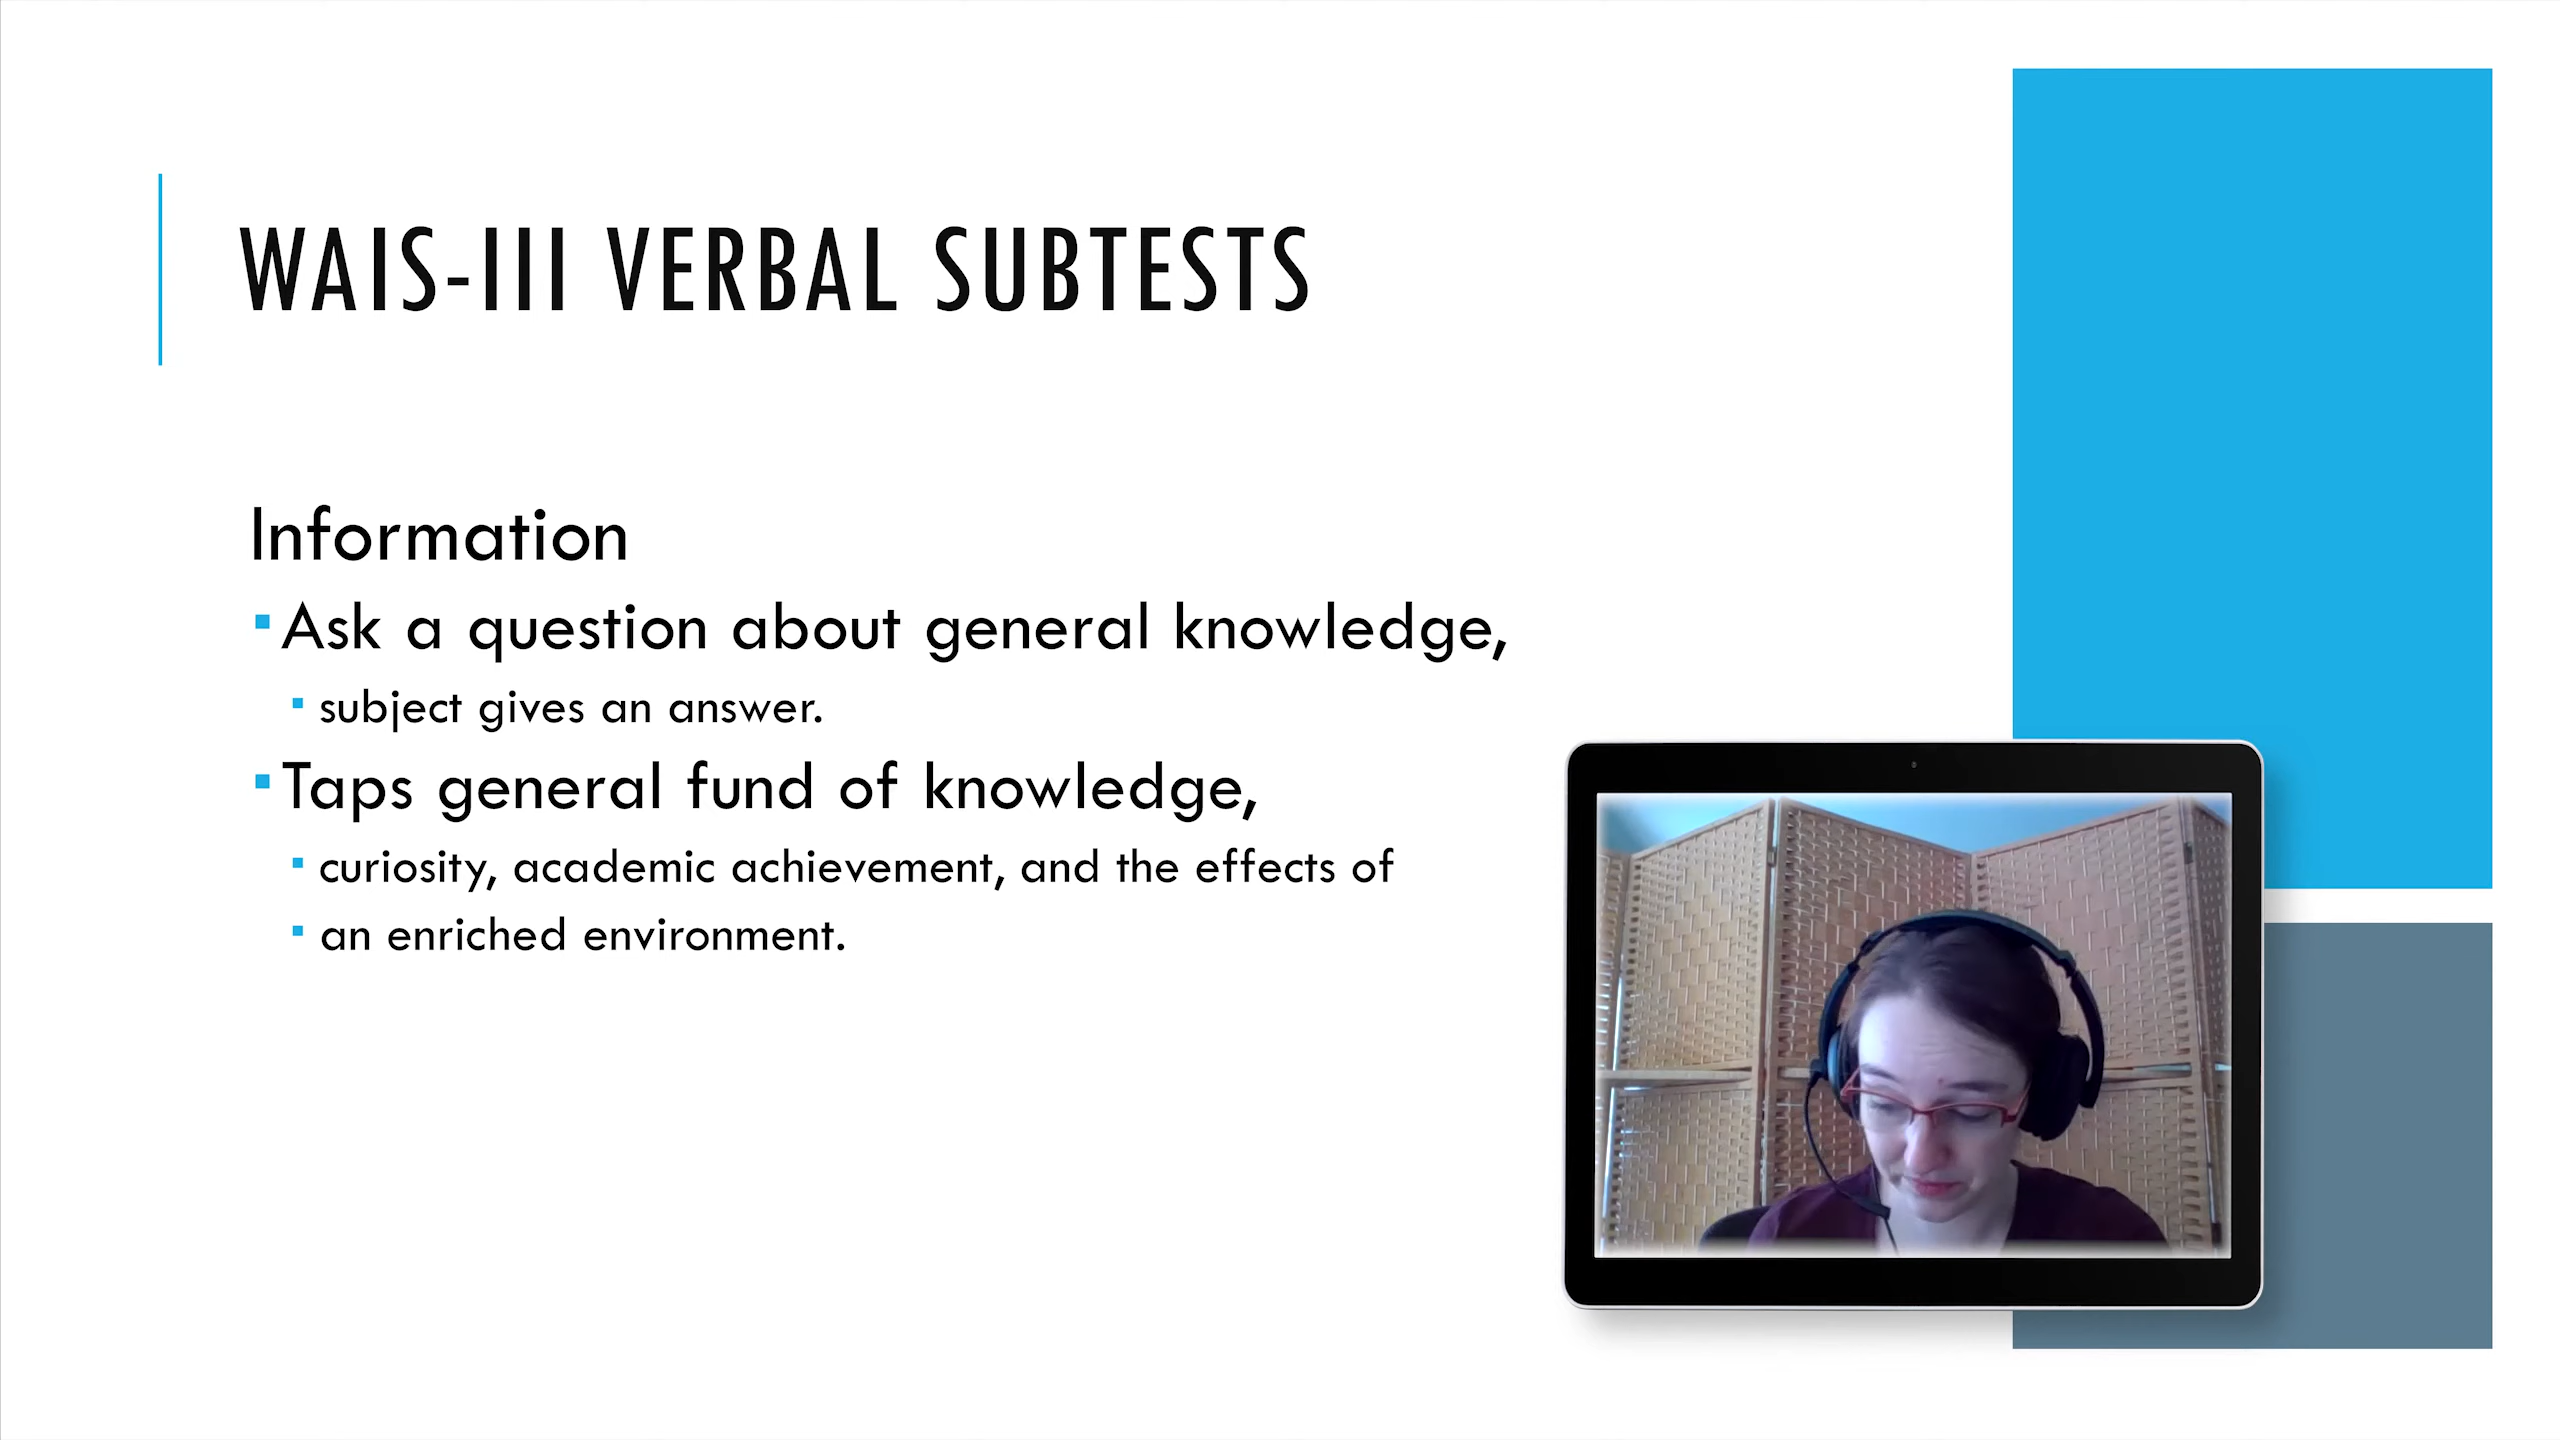 WAIS-III VERBAL SUBTESTS
Information
Ask a question about general knowledge,
subject gives an answer.
Taps general fund of knowledge,
curiosity, academic achievement, and the effects of
an enriched environment.